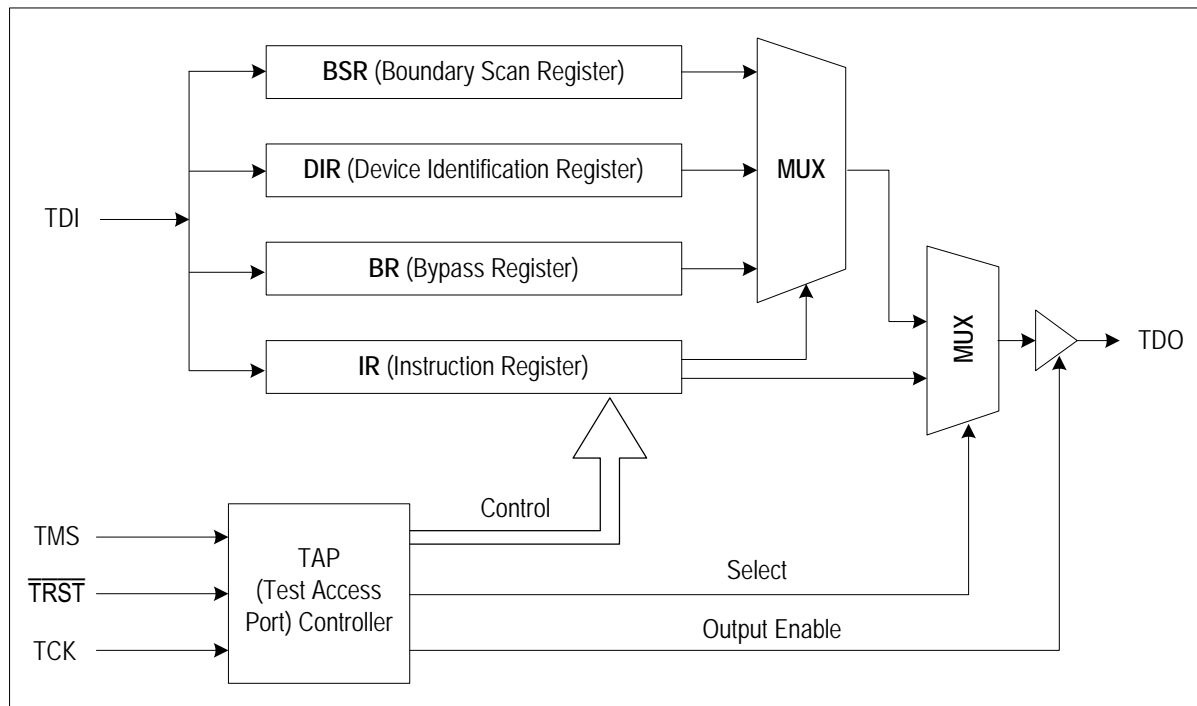 BSR (Boundary Scan Register)
DIR (Device Identification Register)
MUX
TDI
BR (Bypass Register)
MUX
TDO
IR (Instruction Register)
Control
TMS
TAP
(Test Access
Port) Controller
TRST
Select
TCK
Output Enable